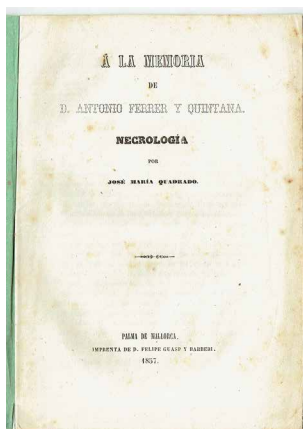 Á LA MEMORIA
DE
D. ANTONIO FERRER Y QUINTANA.
NECROLOGÍA
POR
JOSÉ MARÍA QUADRADO.
PALMA DE MALLORCA.
IMPRENTA DE D. FELIPE GUASP Y BARBERI.
1857.